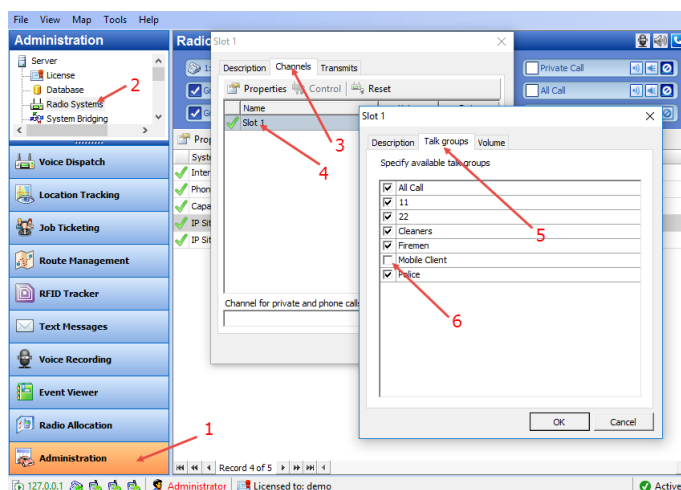 File View Map Tools Help
Administration
Server
License
Database
Radio Systems
System Bridging
2
Voice Dispatch
Location Tracking
Job Ticketing
Route Management
RFID Tracker
Text Messages
Voice Recording
Event Viewer
Radio Allocation
Administration
1
Radio
Private Call
All Call
Prop
Syste
Inter
Phon
Capa
IP Sit
IP Sit
Slot 1
Description Channels Transmits
Properties Control Reset
Name
Slot 1
3
4
Channel for private and phone calls
Slot 1
Description Talk groups Volume
Specify available talk groups
All Call
11
22
Cleaners
Firemen
Mobile Client
Police
5
6
OK Cancel
Record 4 of 5
127.0.0.1 Administrator Licensed to: demo Active